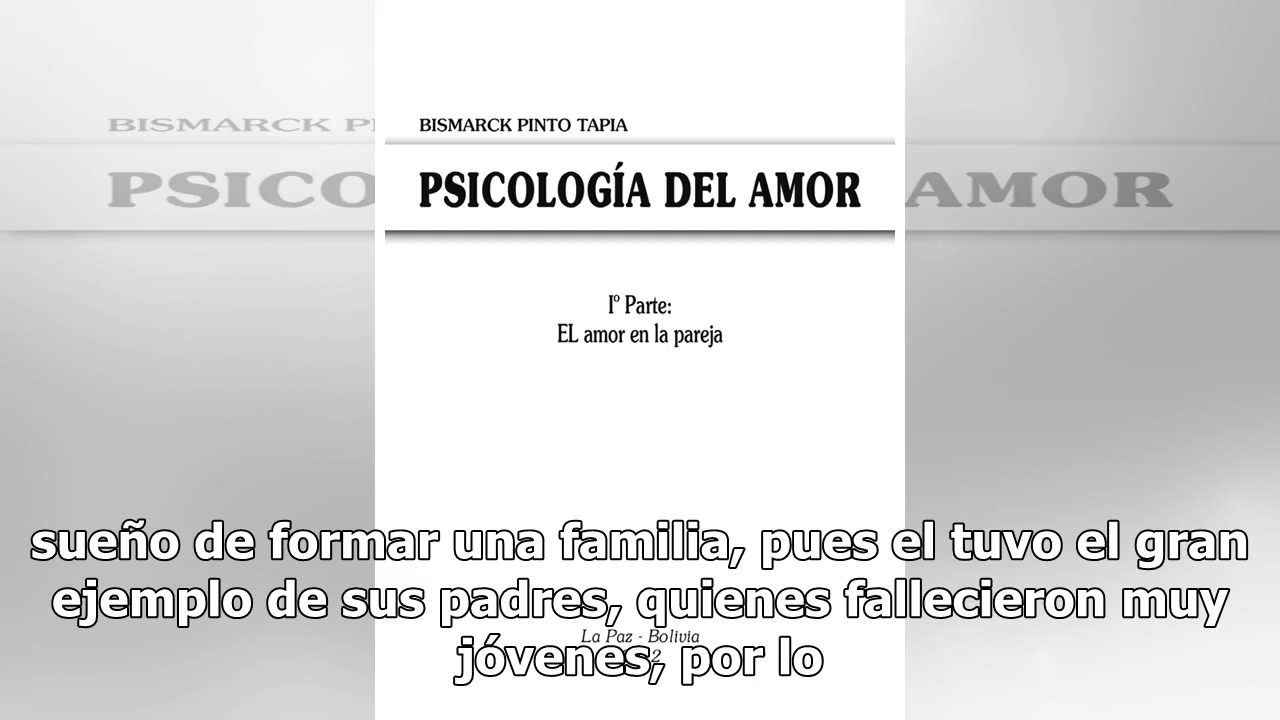 BISMARCK PINTO TAPIA
PSICOLOGÍA DEL AMOR
Iº Parte:
EL amor en la pareja
La Paz - Bolivia
sueño de formar una familia, pues el tuvo el gran
ejemplo de sus padres, quienes fallecieron muy
jóvenes, por lo